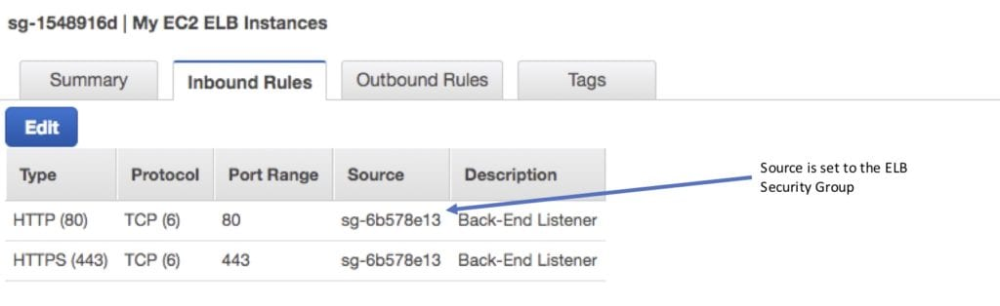 sg-1548916d | My EC2 ELB Instances
Summary Inbound Rules Outbound Rules Tags
Edit
Type Protocol Port Range Source Description
HTTP (80) TCP (6) 80 sg-6b578e13 Back-End Listener
HTTPS (443) TCP (6) 443 sg-6b578e13 Back-End Listener
Source is set to the ELB
Security Group